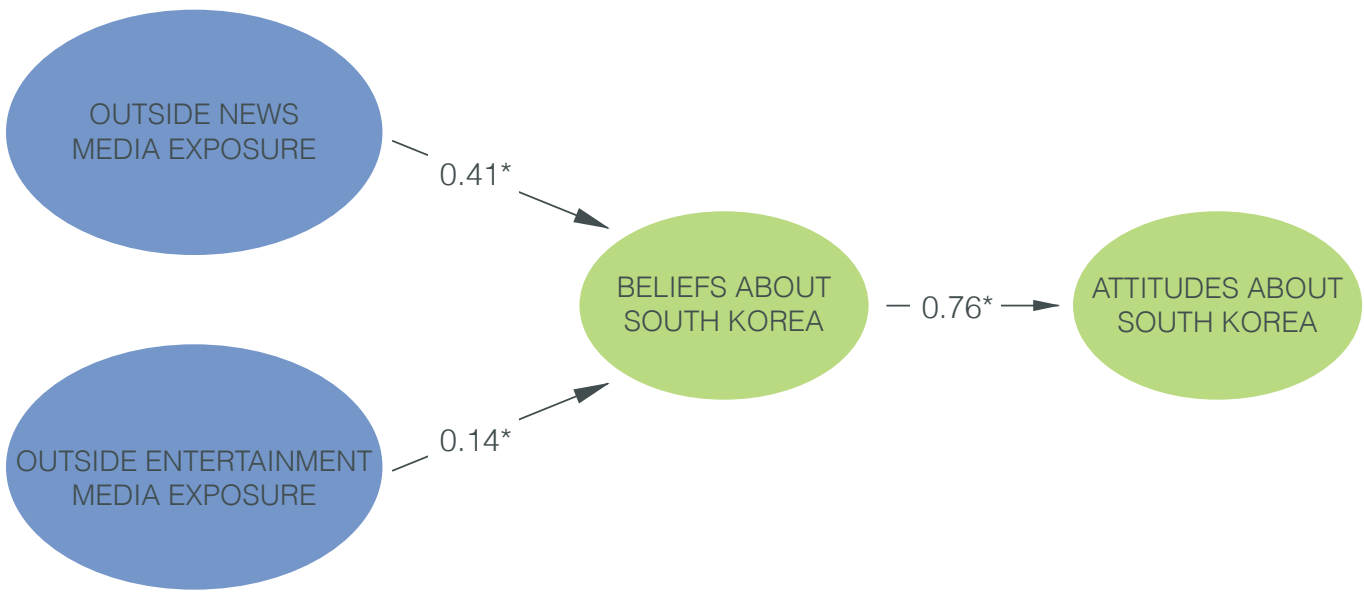 OUTSIDE NEWS
MEDIA EXPOSURE
0.41*
BELIEFS ABOUT
SOUTH KOREA
0.76*
ATTITUDES ABOUT
SOUTH KOREA
0.14*
OUTSIDE ENTERTAINMENT
MEDIA EXPOSURE